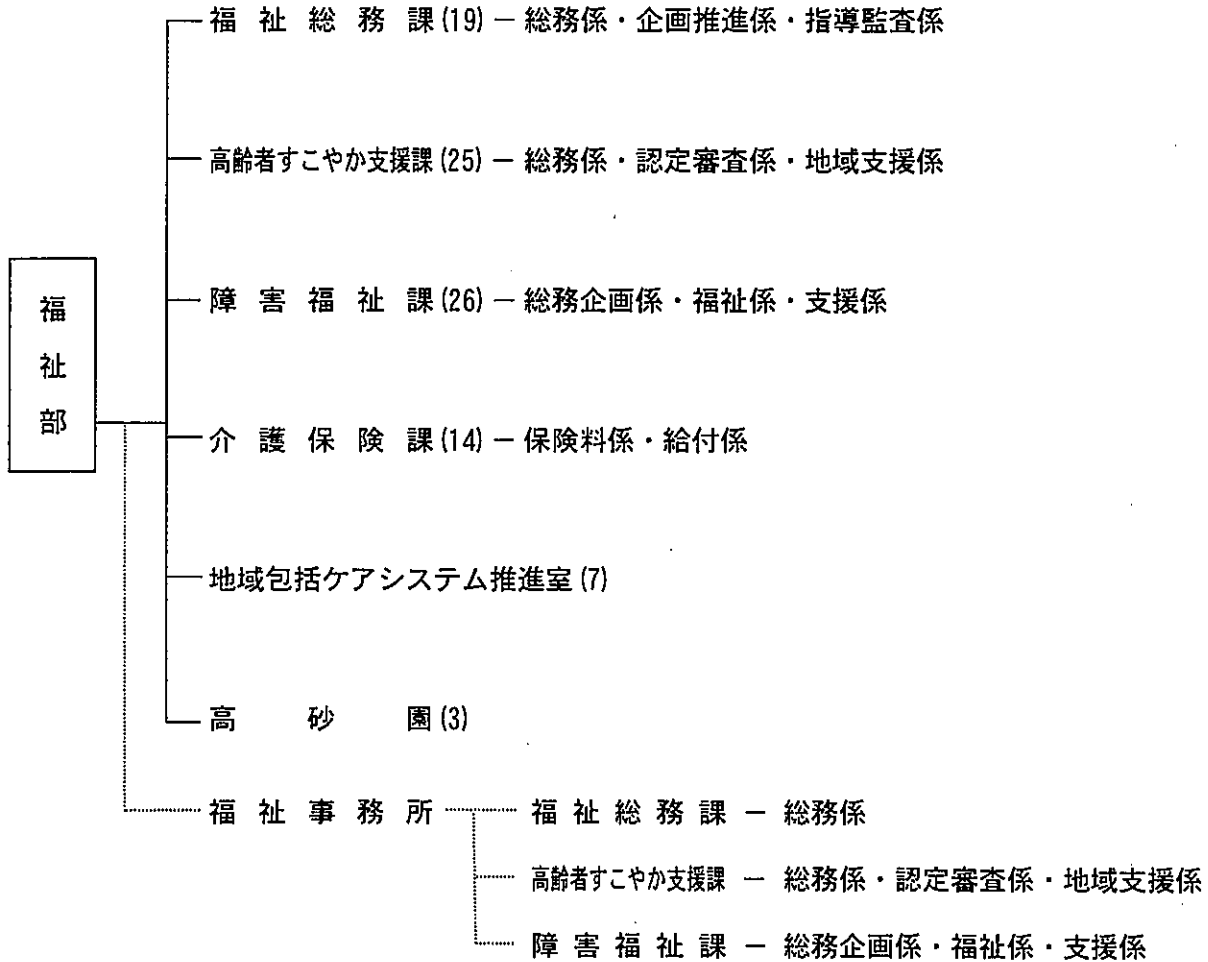 福祉総務課(19)－総務係・企画推進係・指導監査係
高齢者すこやか支援課(25)－総務係・認定審査係・地域支援係
障害福祉課(26)－総務企画係・福祉係・支援係
福祉部
介護保険課(14)－保険料係・給付係
地域包括ケアシステム推進室(7)
高砂園(3)
福祉事務所 福祉総務課－総務係
高齢者すこやか支援課－総務係・認定審査係・地域支援係
障害福祉課－総務企画係・福祉係・支援係